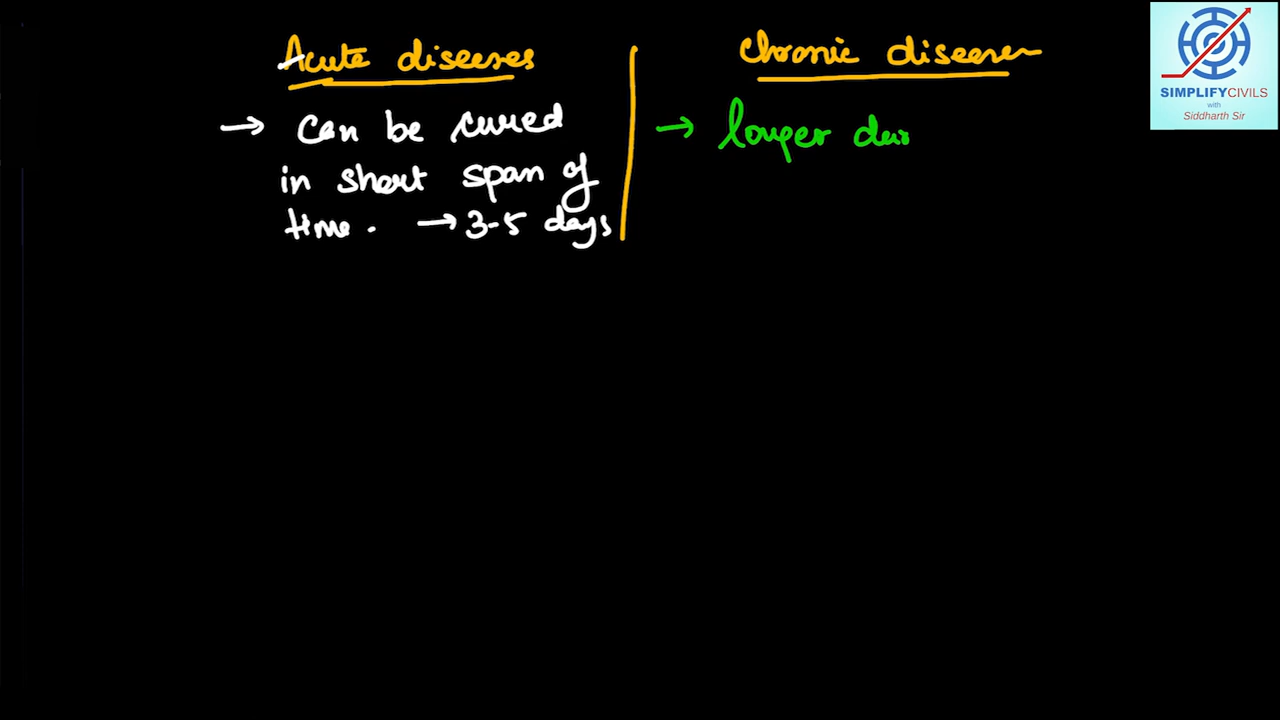 Acute diseases
→ can be cured
in short span of
time. → 3-5 days
Chronic diseases
→ longer
SIMPLIFYCIVILS
with
Siddharth Sir